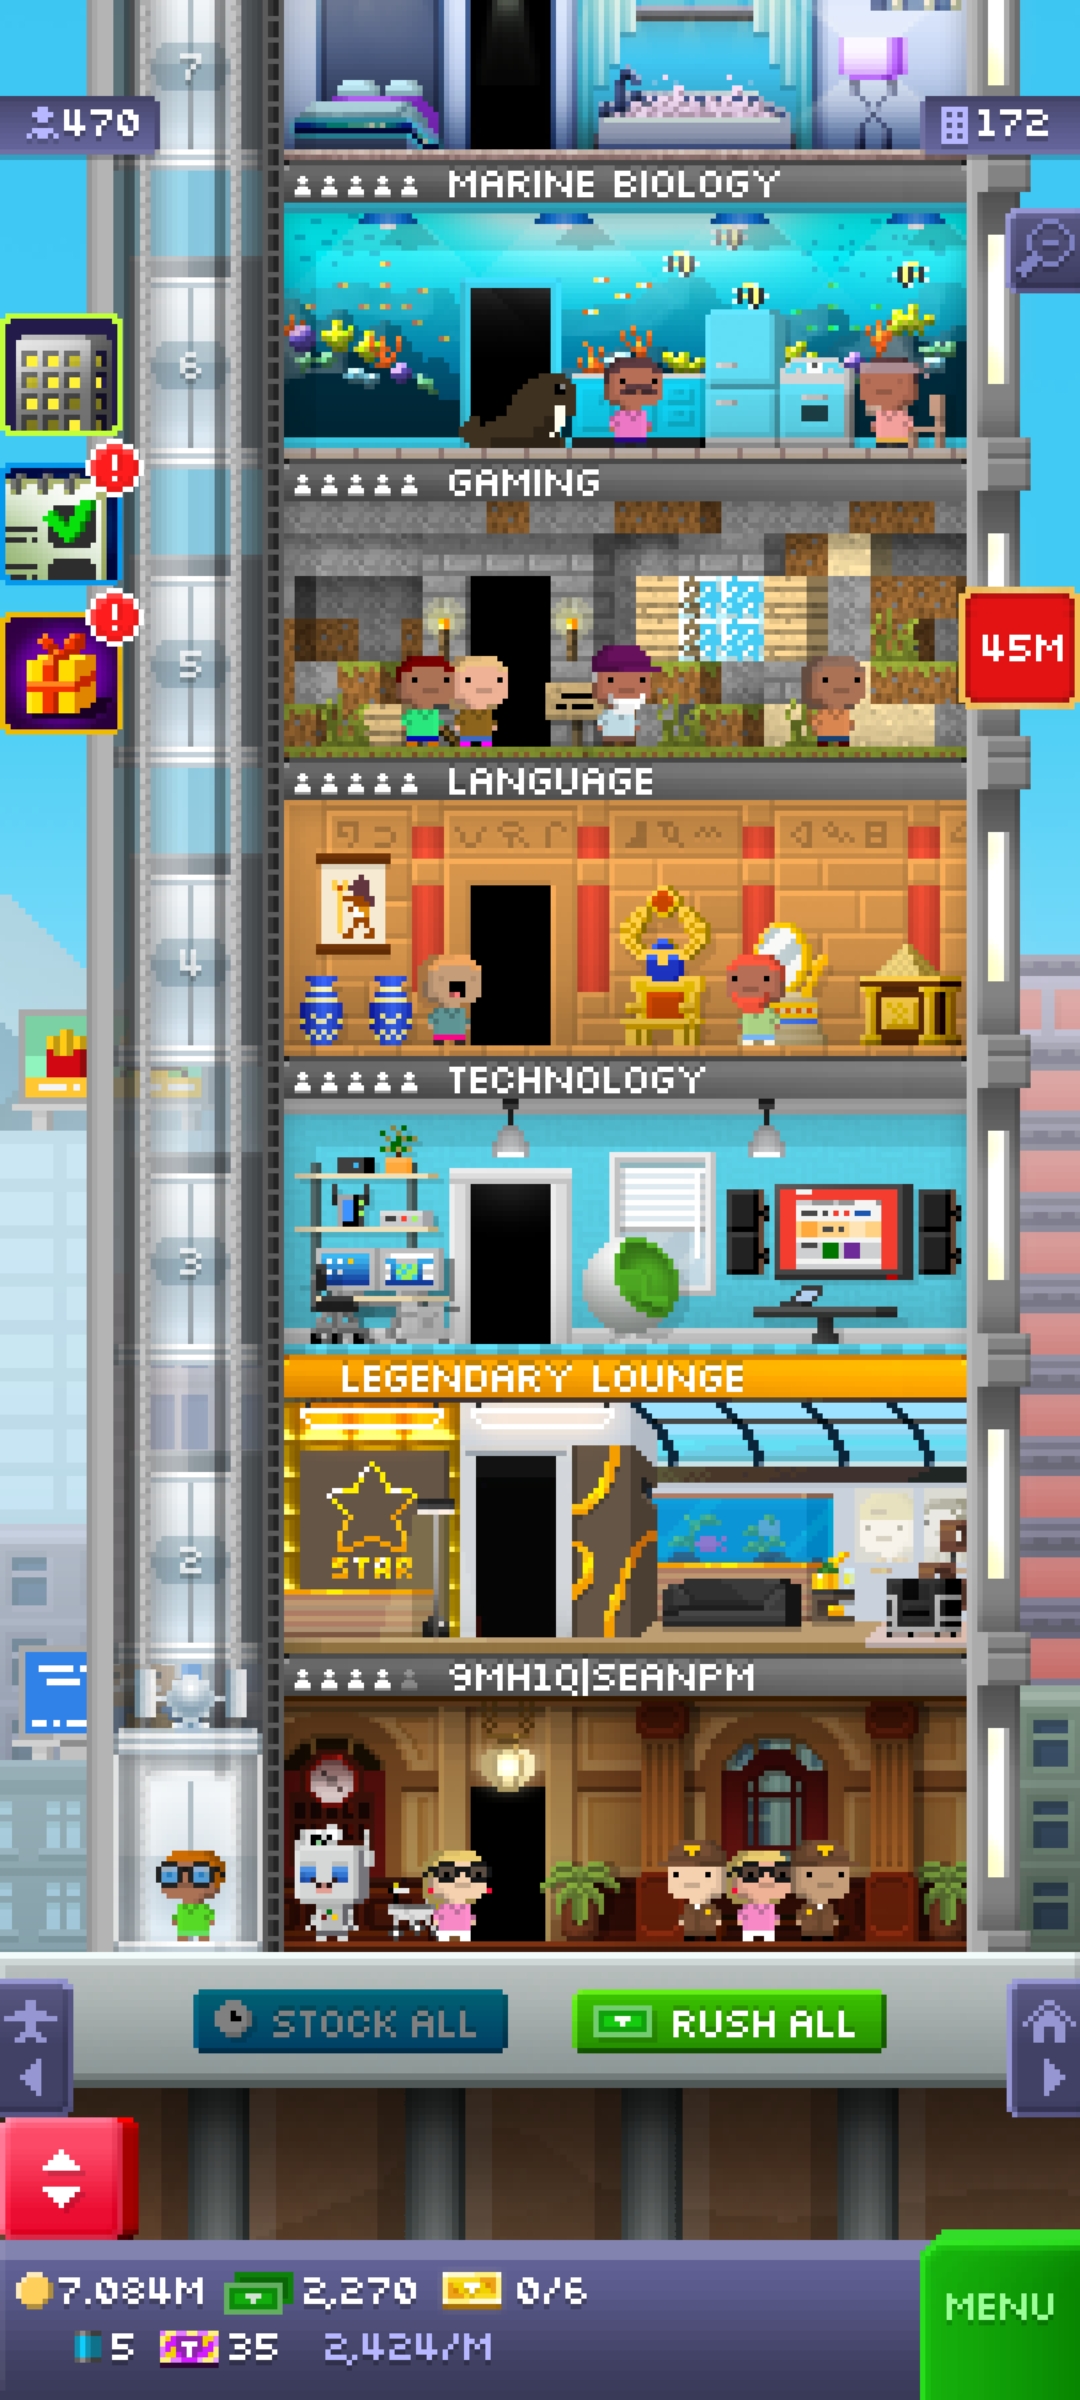 7
470
172
MARINE BIOLOGY
6
GAMING
45M
5
LANGUAGE
4
TECHNOLOGY
3
LEGENDARY LOUNGE
2
STAR
9MH1Q|SEANPM
STOCK ALL
RUSH ALL
7.084M 2,270 0/6
MENU
5 35 2,424/M